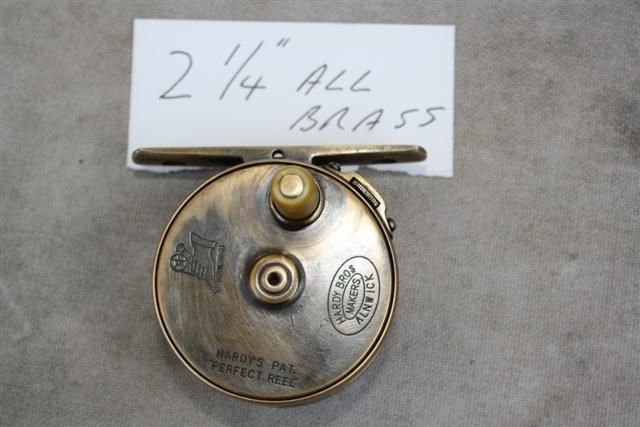 2 1/4" ALL
BRASS
HARDY BROS
MAKERS
ALNWICK
HARDY'S PAT.
"PERFECT REEL"